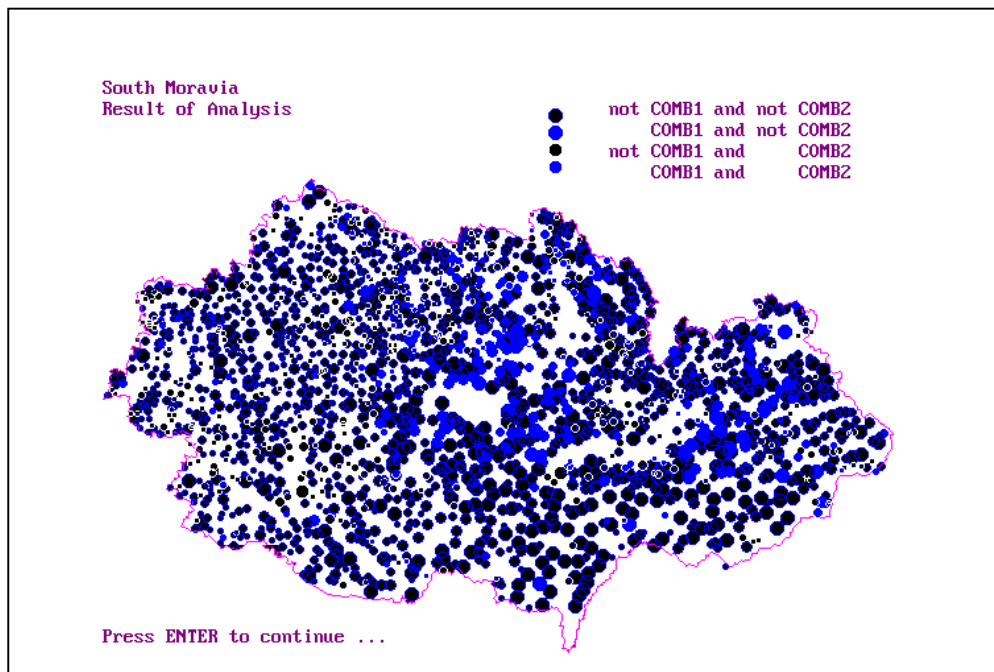 South Moravia
Result of Analysis
not COMB1 and not COMB2
COMB1 and not COMB2
not COMB1 and COMB2
COMB1 and COMB2
Press ENTER to continue ...